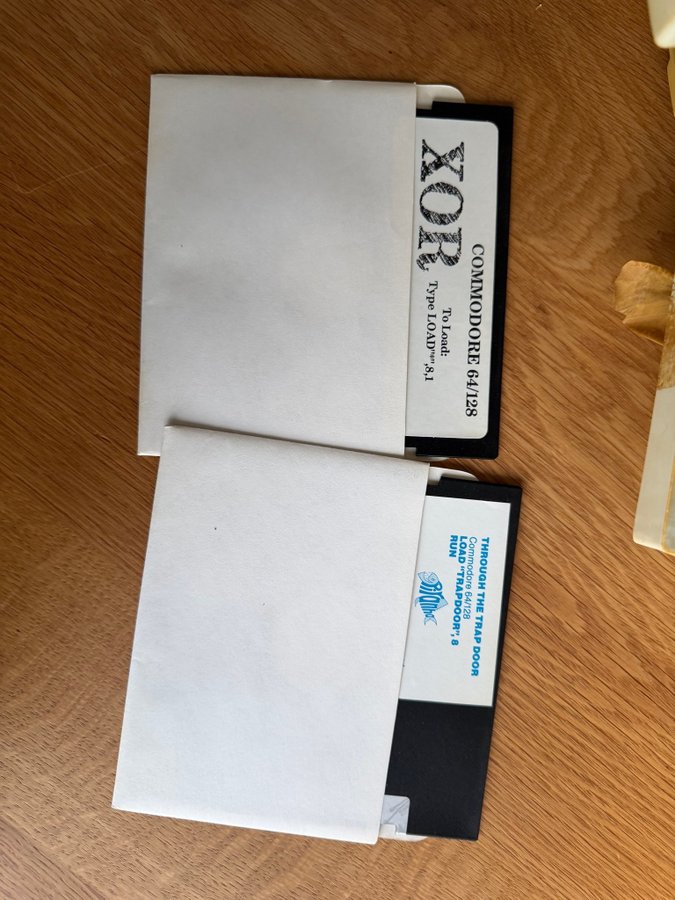 XOR
COMMODORE 64/128
To Load:
Type LOAD"*",8,1
THROUGH THE TRAP DOOR
Commodore 64/128
LOAD "TRAPDOOR", 8
RUN
PiRANHA